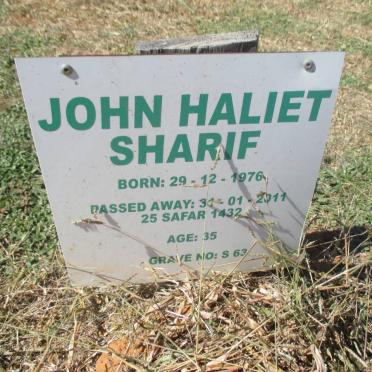 JOHN HALIET
SHARIF
BORN: 29 - 12 - 1976
PASSED AWAY: 31 - 01 - 2011
25 SAFAR 1432
AGE: 35
GRAVE NO: S 63